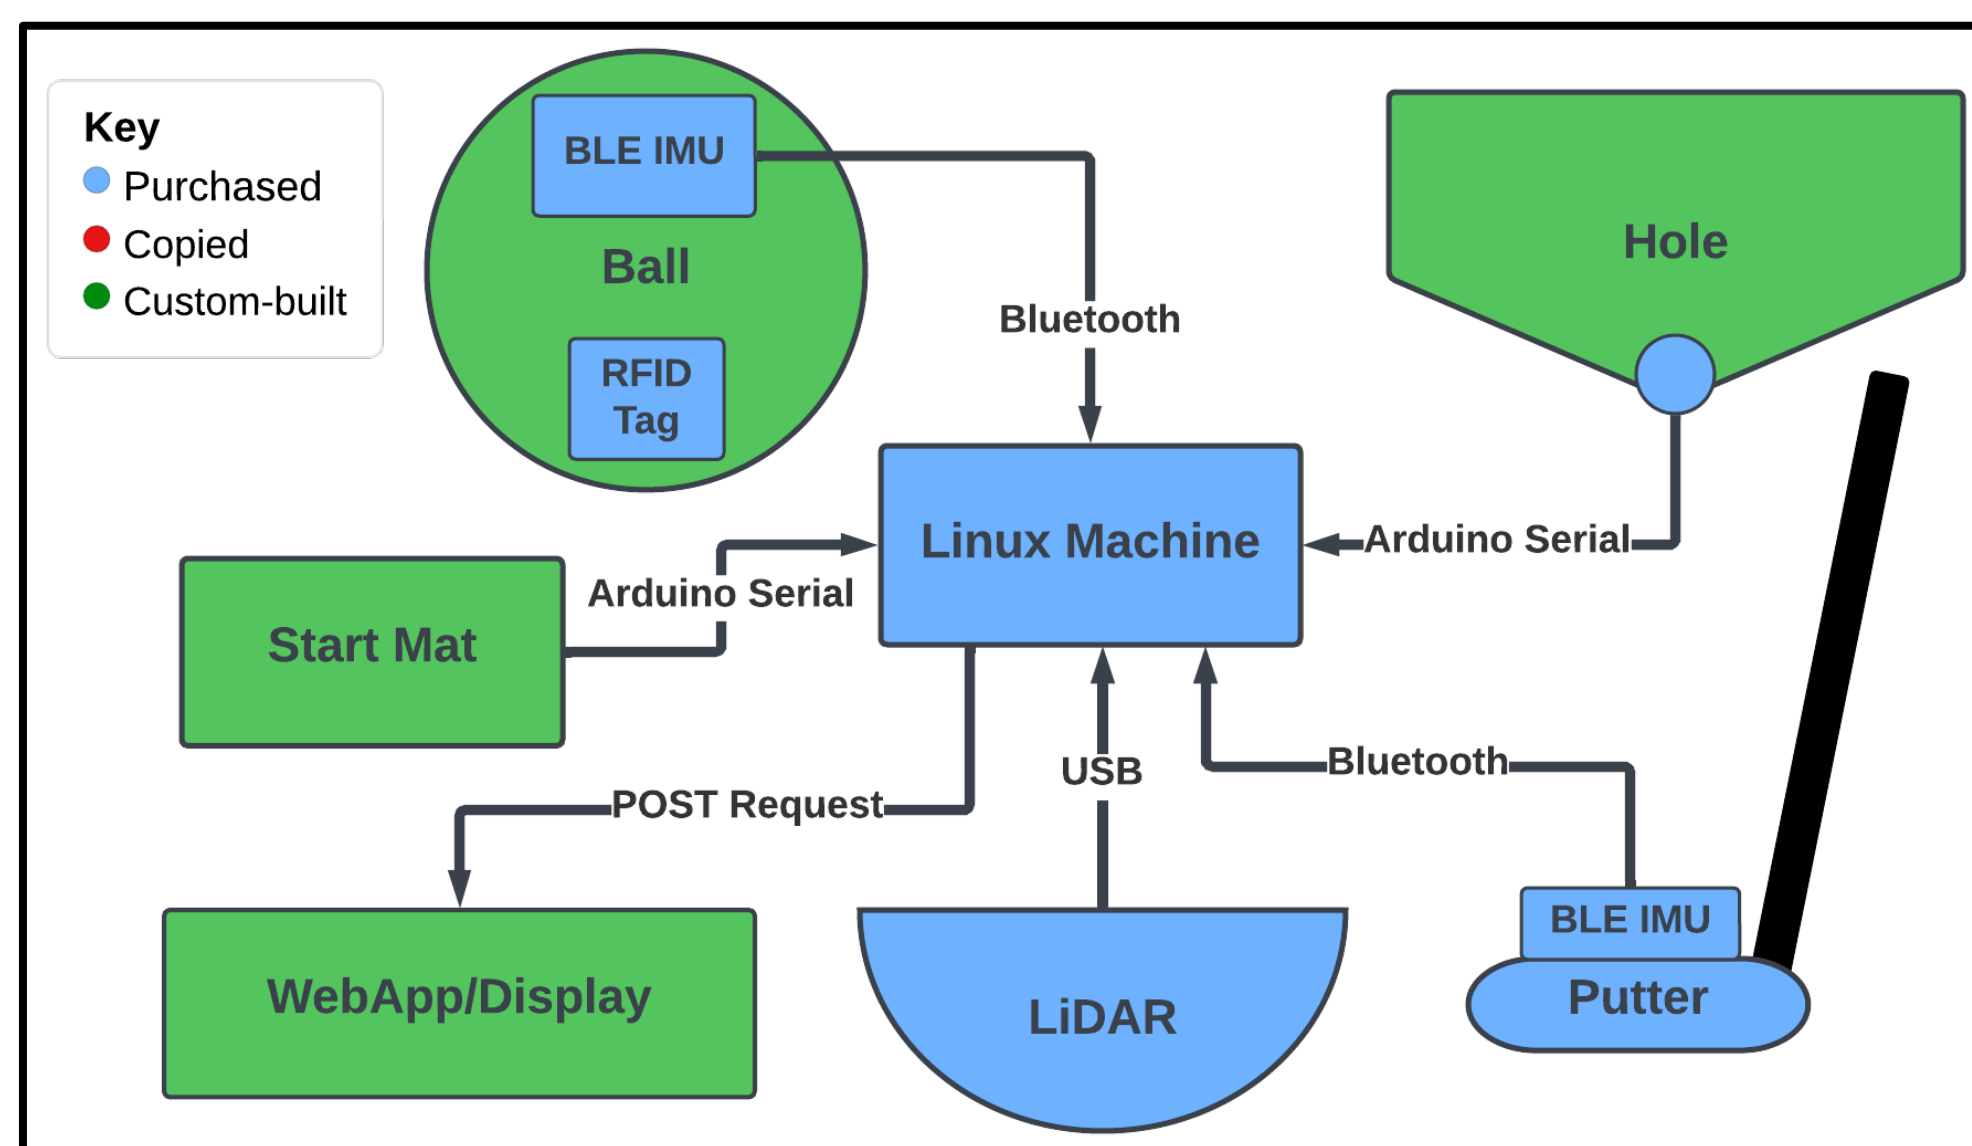 Key
Purchased
Copied
Custom-built
BLE IMU
Ball
RFID
Tag
Bluetooth
Hole
Linux Machine
Arduino Serial
Arduino Serial
Start Mat
USB
Bluetooth
POST Request
BLE IMU
Putter
WebApp/Display
LiDAR